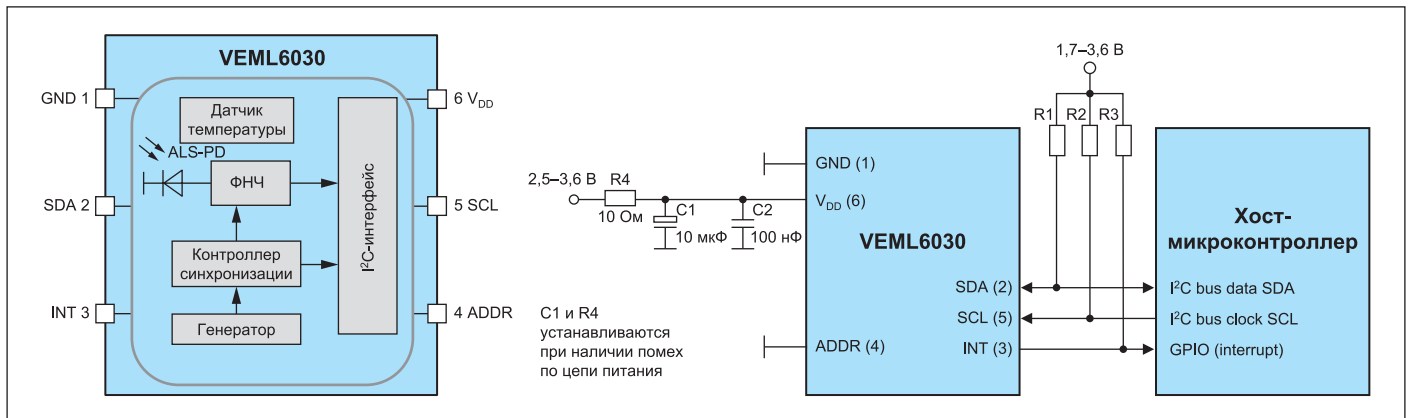 VEML6030
GND 1
6 VDD
Датчик
температуры
ALS-PD
ФНЧ
SDA 2
5 SCL
I²C-интерфейс
Контроллер
синхронизации
INT 3
4 ADDR
Генератор
C1 и R4
устанавливаются
при наличии помех
по цепи питания
2,5–3,6 В
R4
10 Ом
C1
10 мкФ
C2
100 нФ
GND (1)
VDD (6)
VEML6030
SDA (2)
SCL (5)
ADDR (4)
INT (3)
1,7–3,6 В
R1
R2
R3
Хост-
микроконтроллер
I²C bus data SDA
I²C bus clock SCL
GPIO (interrupt)